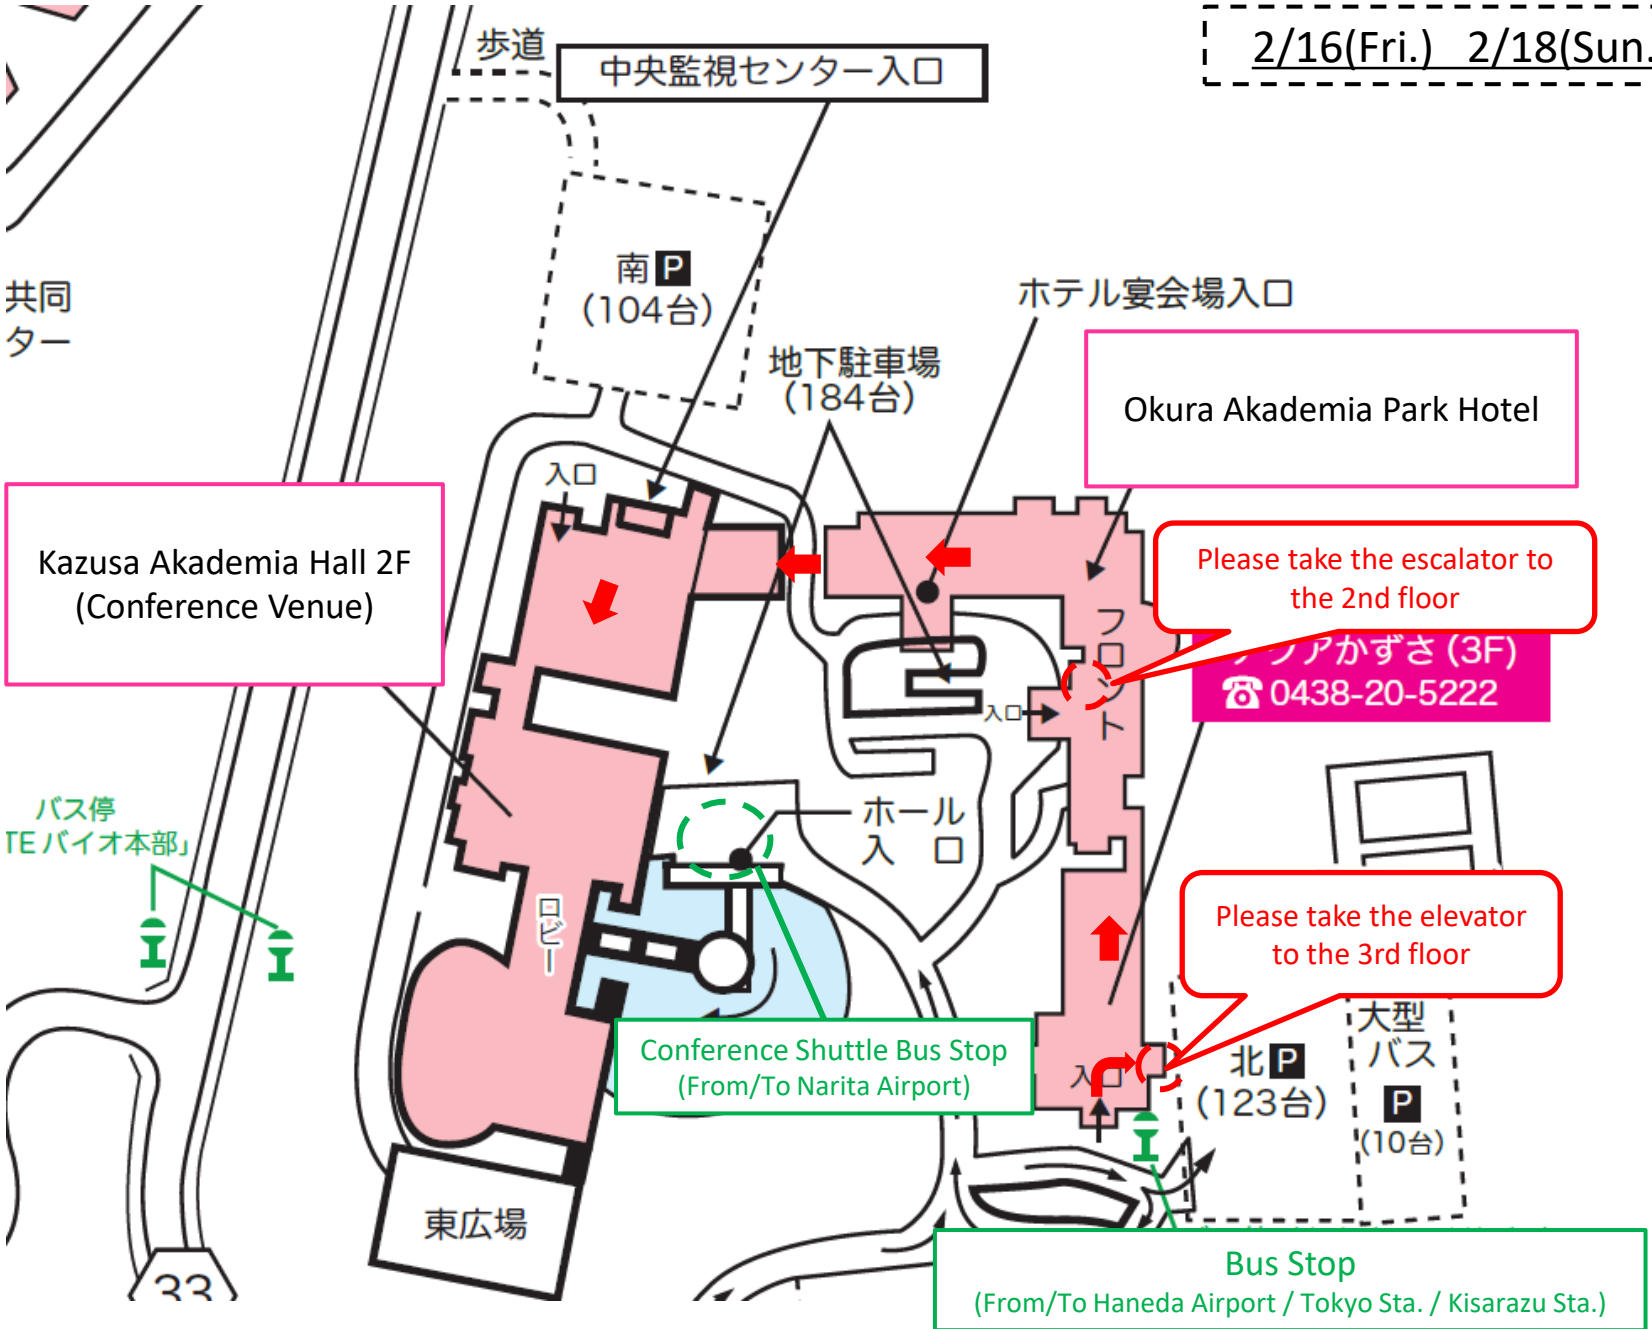 2/16(Fri.) 2/18(Sun.
歩道
中央監視センター入口
南P
(104台)
共同
ター
ホテル宴会場入口
地下駐車場
(184台)
Okura Akademia Park Hotel
入口
Kazusa Akademia Hall 2F
(Conference Venue)
Please take the escalator to
the 2nd floor
フロント
アかずさ (3F)
☎ 0438-20-5222
入口
バス停
TEバイオ本部」
ホール
入口
ロビー
Please take the elevator
to the 3rd floor
Conference Shuttle Bus Stop
(From/To Narita Airport)
入口
北P
(123台)
大型
バス
P
(10台)
東広場
33
Bus Stop
(From/To Haneda Airport / Tokyo Sta. / Kisarazu Sta.)